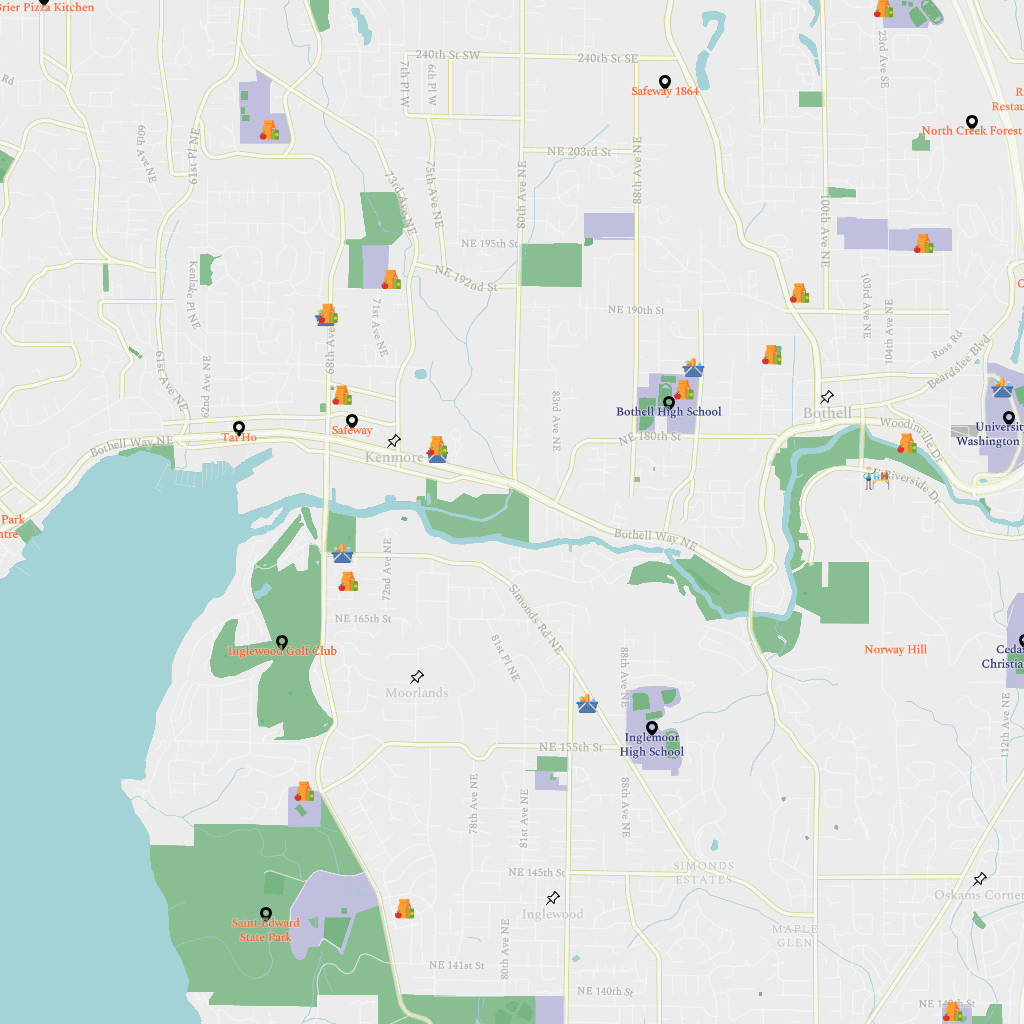 Brier Pizza Kitchen
240th St SW
240th St SE
7th Pl W
6th Pl W
23rd Ave SE
Safeway 1864
North Creek Forest
Rd
60th Ave NE
61st Pl NE
NE 203rd St
73rd Ave NE
75th Ave NE
80th Ave NE
88th Ave NE
100th Ave NE
NE 195th St
NE 192nd St
Kenlake Pl NE
71st Ave NE
68th Ave NE
NE 190th St
103rd Ave NE
104th Ave NE
Ross Rd
Beardslee Blvd
61st Ave NE
62nd Ave NE
83rd Ave NE
Bothell High School
Bothell
Tai Ho
Safeway
Bothell Way NE
Kenmore
NE 180th St
Woodinville Dr
University
Washington
E Riverside Dr
Park
Bothell Way NE
72nd Ave NE
Simonds Rd NE
NE 165th St
Inglewood Golf Club
81st Pl NE
88th Ave NE
Norway Hill
Cedar
Christia
Moorlands
Inglemoor
High School
112th Ave NE
NE 155th St
78th Ave NE
81st Ave NE
88th Ave NE
SIMONDS
ESTATES
NE 145th St
Oskams Corner
Inglewood
Saint Edward
State Park
MAPLE
GLEN
80th Ave NE
NE 141st St
NE 140th St
NE 140th St